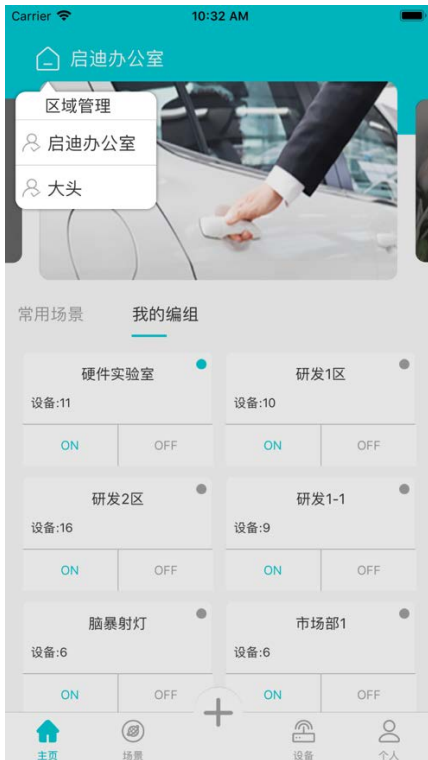 Carrier 10:32 AM
启迪办公室
区域管理
启迪办公室
大头
常用场景 我的编组
硬件实验室 研发1区
设备:11 设备:10
ON OFF ON OFF
研发2区 研发1-1
设备:16 设备:9
ON OFF ON OFF
脑暴射灯 市场部1
设备:6 设备:6
ON OFF ON OFF
主页 场景 设备 个人